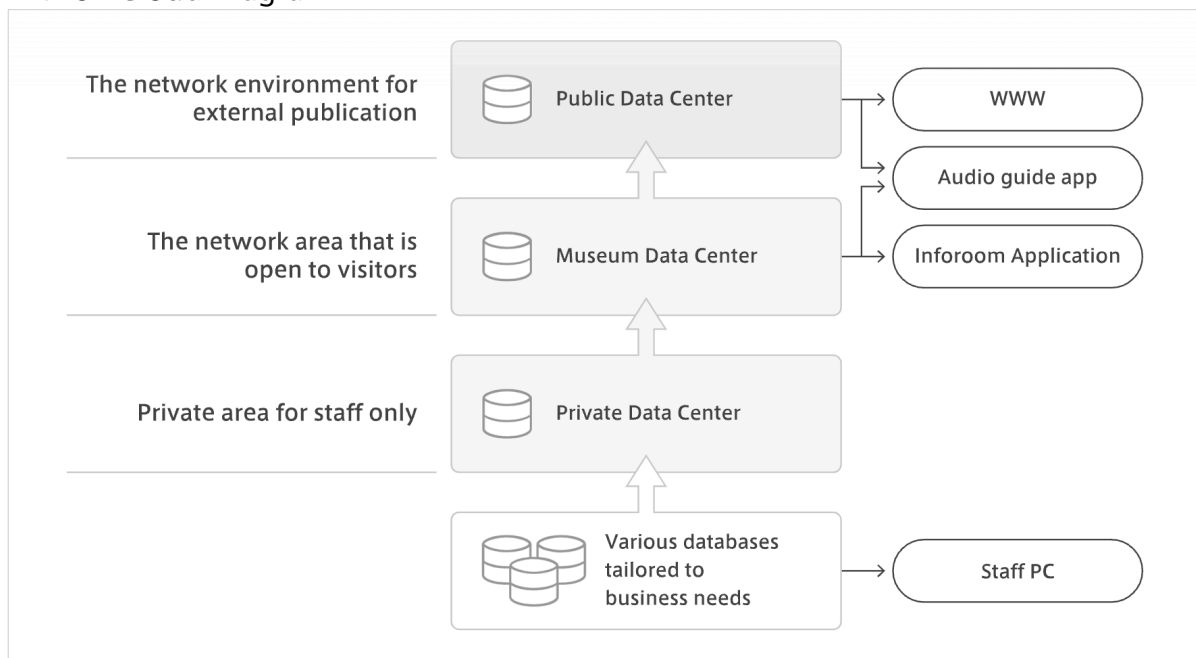 The network environment for
external publication
Public Data Center
WWW
Audio guide app
The network area that is
open to visitors
Museum Data Center
Inforoom Application
Private area for staff only
Private Data Center
Various databases
tailored to
business needs
Staff PC